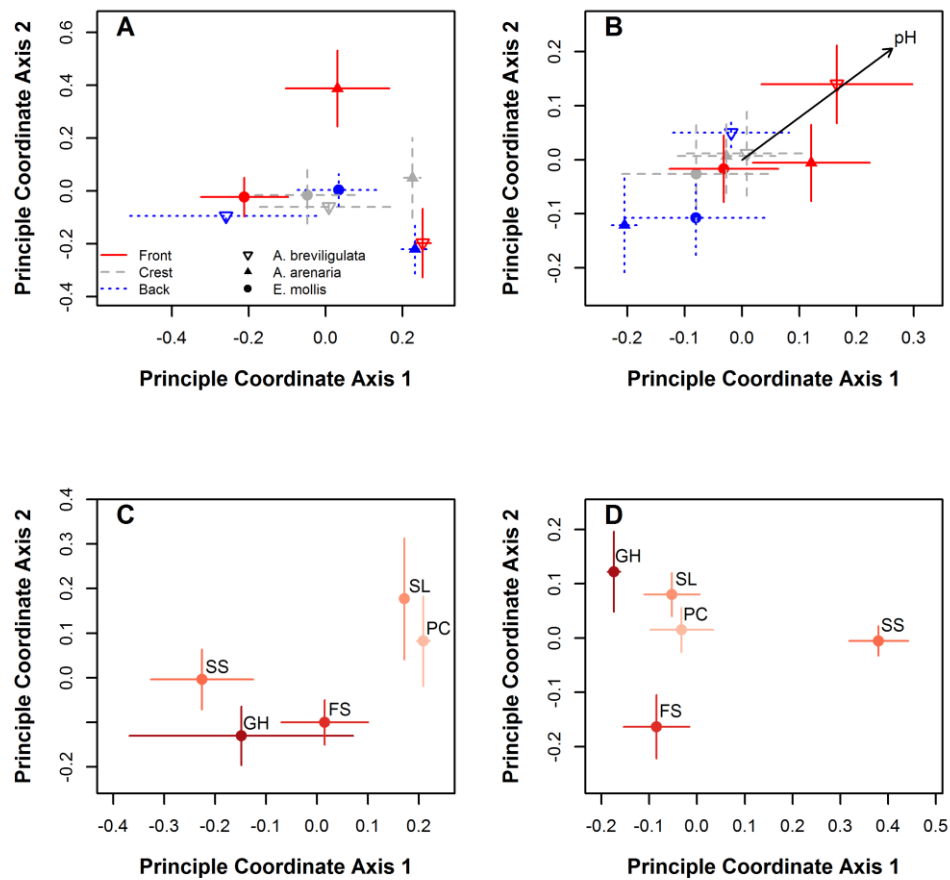 A
Principle Coordinate Axis 2
0.6
0.4
0.2
0.0
-0.2
-0.4
Front
Crest
Back
A. breviligulata
A. arenaria
E. mollis
-0.4 -0.2 0.0 0.2
Principle Coordinate Axis 1
B
pH
Principle Coordinate Axis 2
0.2
0.1
0.0
-0.1
-0.2
-0.2 -0.1 0.0 0.1 0.2 0.3
Principle Coordinate Axis 1
C
Principle Coordinate Axis 2
0.4
0.3
0.2
0.1
0.0
-0.2
SL
PC
SS
FS
GH
-0.4 -0.3 -0.2 -0.1 0.0 0.1 0.2
Principle Coordinate Axis 1
D
Principle Coordinate Axis 2
0.2
0.1
0.0
-0.1
-0.2
GH
SL
PC
SS
FS
-0.2 -0.1 0.0 0.1 0.2 0.3 0.4 0.5
Principle Coordinate Axis 1